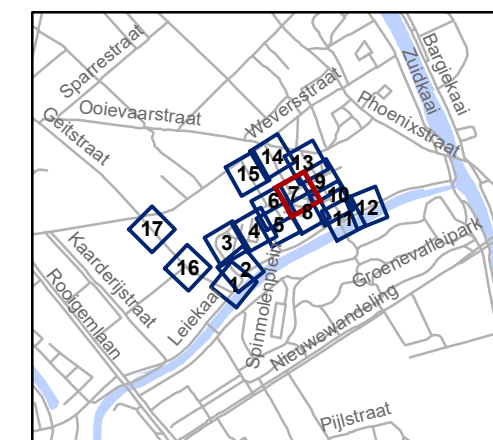 Sparrestraat
Ooievaarstraat
Geitstraat
Weversstraat
Phoenixstraat
Zuidkaai
Bargiekaai
14
13
15
9
7
10
6
8
12
11
5
4
3
17
16
2
1
Kaarderijstraat
Rooigemlaan
Leiekaai
Spinmolenplein
Groenevalleipark
Nieuwewandeling
Pijlstraat